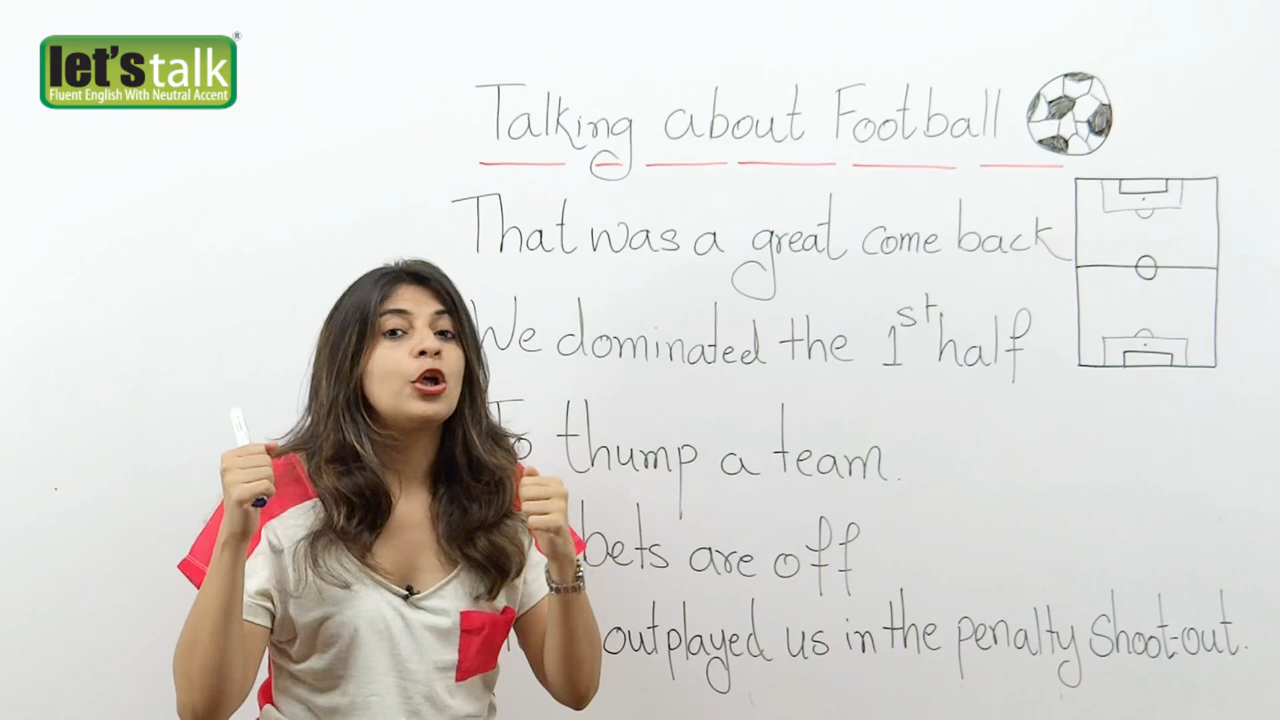 let's talk®
Fluent English With Neutral Accent
Talking about Football
That was a great come back
We dominated the 1st half
To thump a team.
bets are off
outplayed us in the penalty shoot-out.